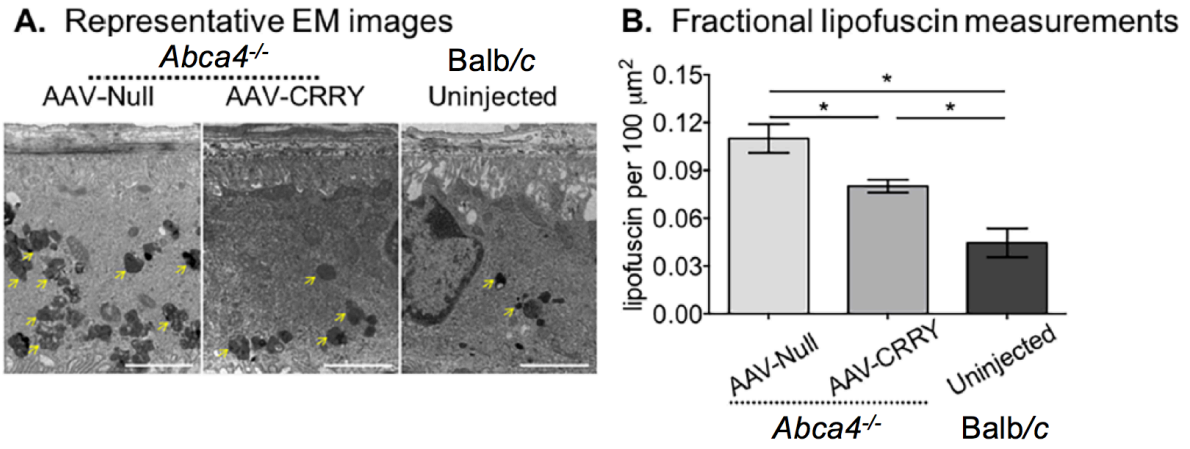 A. Representative EM images
Abca4-/-
Balb/c
AAV-Null
AAV-CRRY
Uninjected
B. Fractional lipofuscin measurements
lipofuscin per 100 μm2
0.15
0.12
0.09
0.06
0.03
0.00
*
*
*
AAV-Null
AAV-CRRY
Uninjected
Abca4-/-
Balb/c